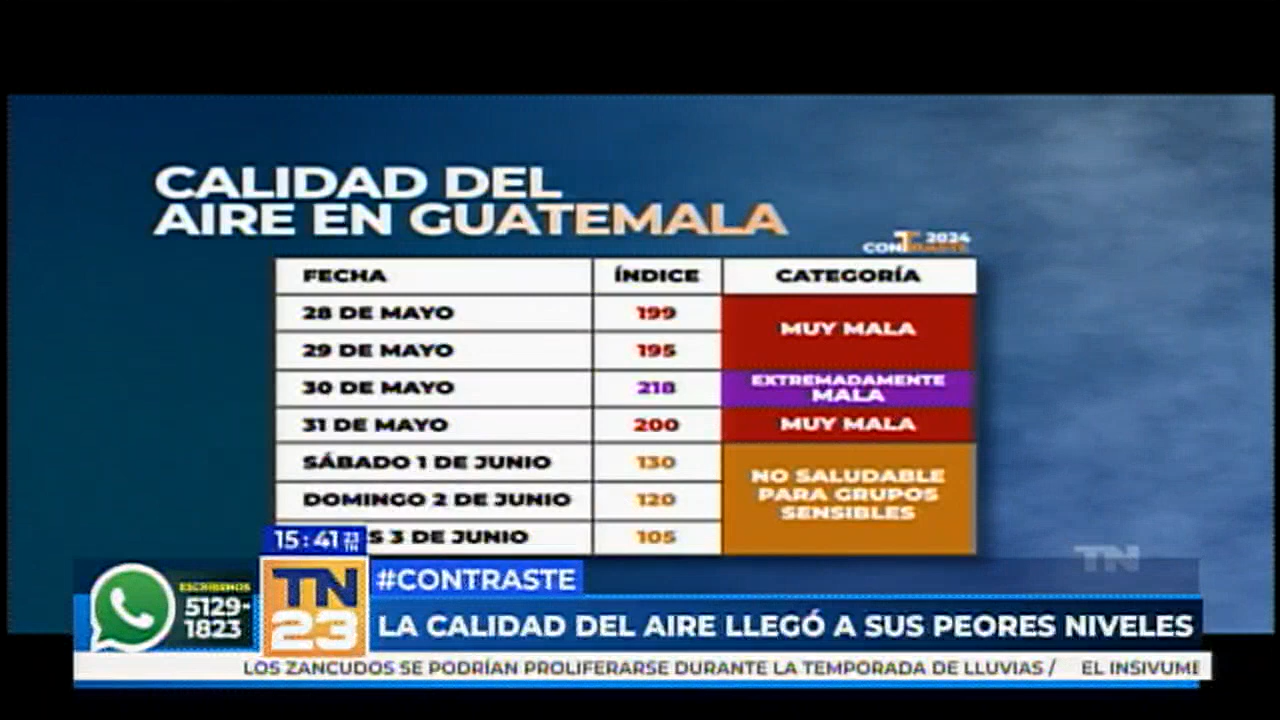 CALIDAD DEL
AIRE EN GUATEMALA
CONTRASTE 2024
FECHA ÍNDICE CATEGORÍA
28 DE MAYO 199
MUY MALA
29 DE MAYO 195
30 DE MAYO 218 EXTREMADAMENTE
MALA
31 DE MAYO 200 MUY MALA
SÁBADO 1 DE JUNIO 130
NO SALUDABLE
PARA GRUPOS
SENSIBLES
DOMINGO 2 DE JUNIO 120
S 3 DE JUNIO 105
15:41 23 TN
TN
#CONTRASTE
ESCRÍBENOS
5129-
1823
TN
23
LA CALIDAD DEL AIRE LLEGÓ A SUS PEORES NIVELES
LOS ZANCUDOS SE PODRÍAN PROLIFERARSE DURANTE LA TEMPORADA DE LLUVIAS / EL INSIVUME